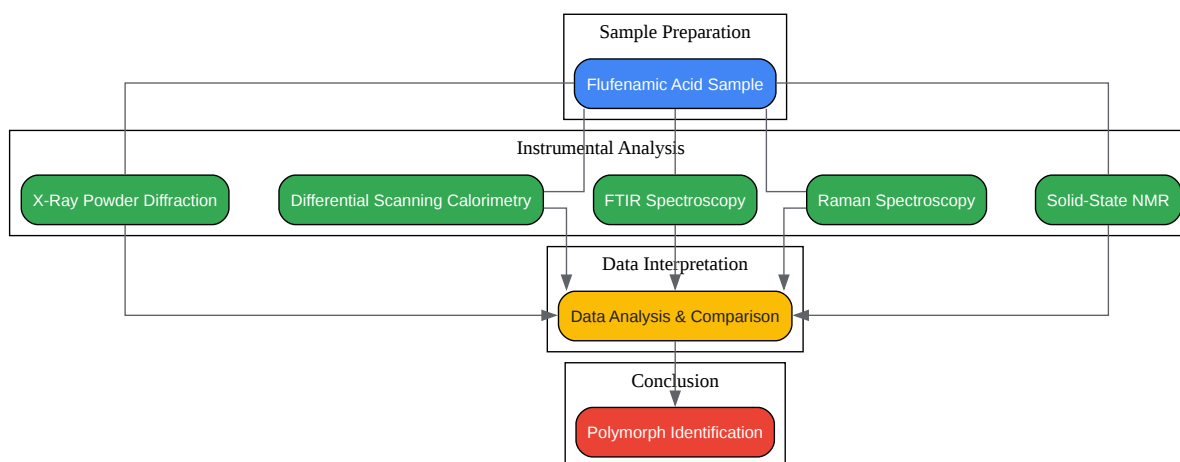 Sample Preparation
Flufenamic Acid Sample
Instrumental Analysis
X-Ray Powder Diffraction
Differential Scanning Calorimetry
FTIR Spectroscopy
Raman Spectroscopy
Solid-State NMR
Data Interpretation
Data Analysis & Comparison
Conclusion
Polymorph Identification